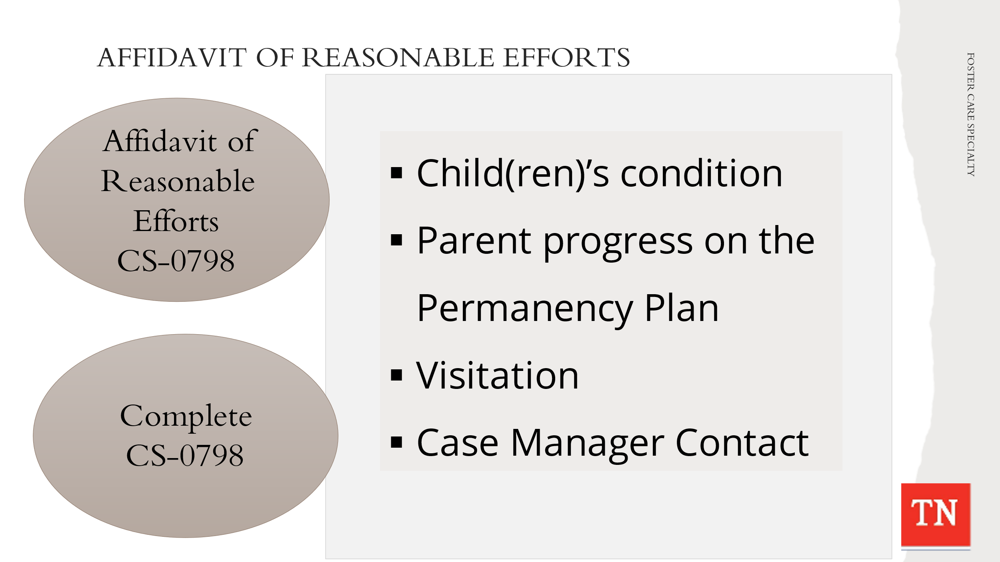 AFFIDAVIT OF REASONABLE EFFORTS
Affidavit of
Reasonable
Efforts
CS-0798
Complete
CS-0798
▪ Child(ren)’s condition
▪ Parent progress on the
Permanency Plan
▪ Visitation
▪ Case Manager Contact
FOSTER CARE SPECIALTY
TN